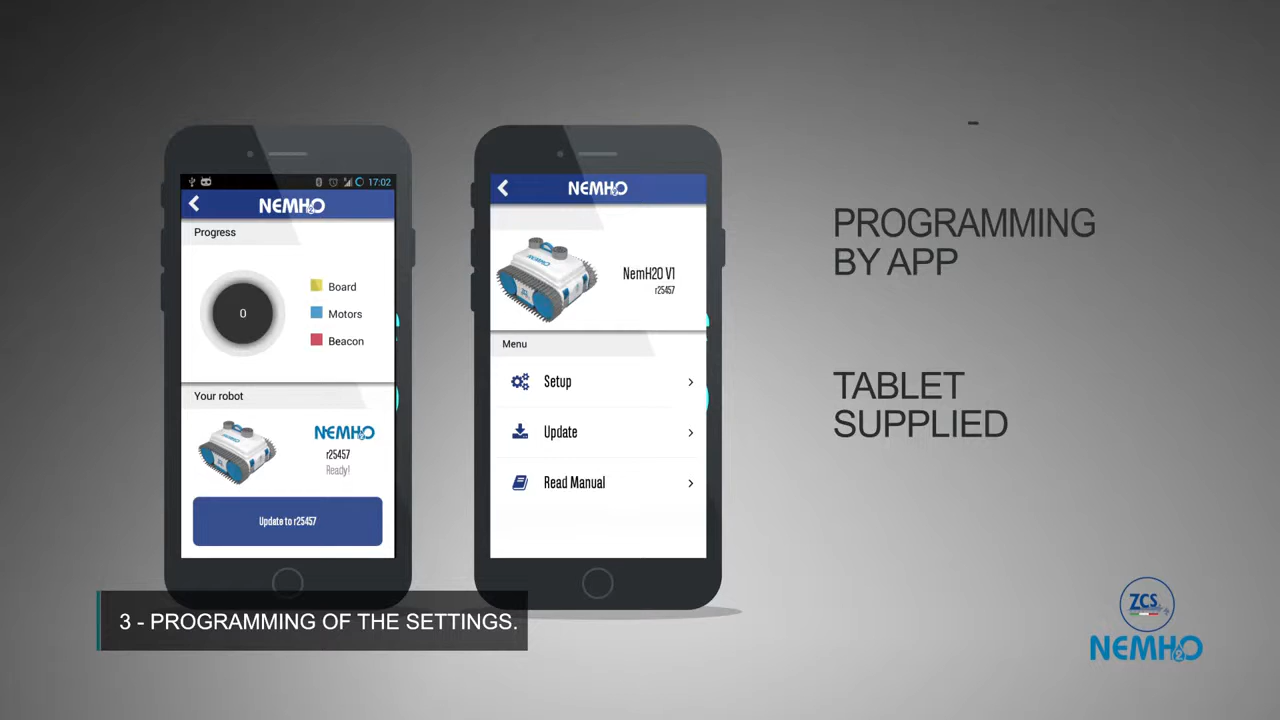 17:02
NEMH2O
Progress
0
Board
Motors
Beacon
Your robot
NEMH2O
r25457
Ready!
Update to r25457
NEMH2O
NemH2O V1
r25457
Menu
Setup
Update
Read Manual
-
PROGRAMMING
BY APP
TABLET
SUPPLIED
3 - PROGRAMMING OF THE SETTINGS.
ZCS
NEMH2O